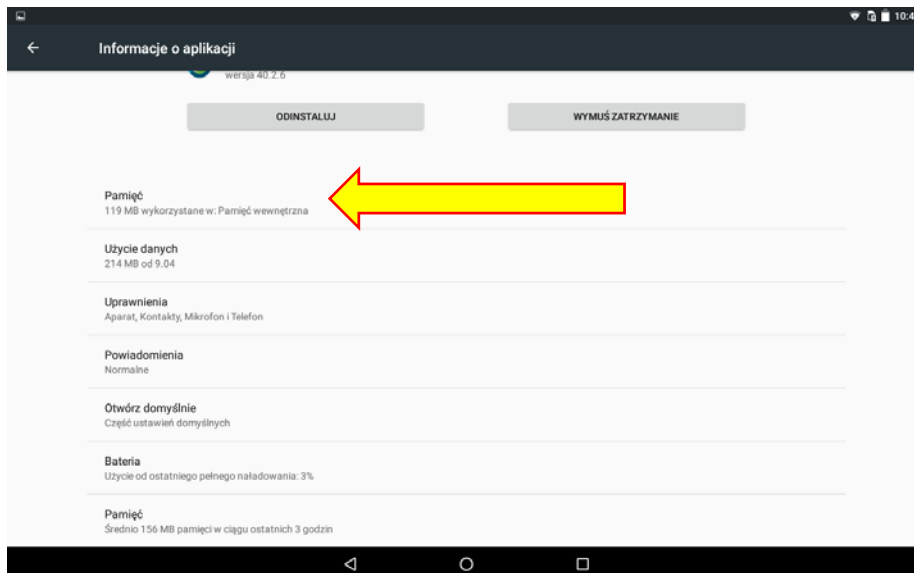 10:4
Informacje o aplikacji
wersja 40.2.6
ODINSTALUJ
WYMUŚ ZATRZYMANIE
Pamięć
119 MB wykorzystane w: Pamięć wewnętrzna
Użycie danych
214 MB od 9.04
Uprawnienia
Aparat, Kontakty, Mikrofon i Telefon
Powiadomienia
Normalne
Otwórz domyślnie
Część ustawień domyślnych
Bateria
Użycie od ostatniego pełnego naładowania: 3%
Pamięć
Średnio 156 MB pamięci w ciągu ostatnich 3 godzin